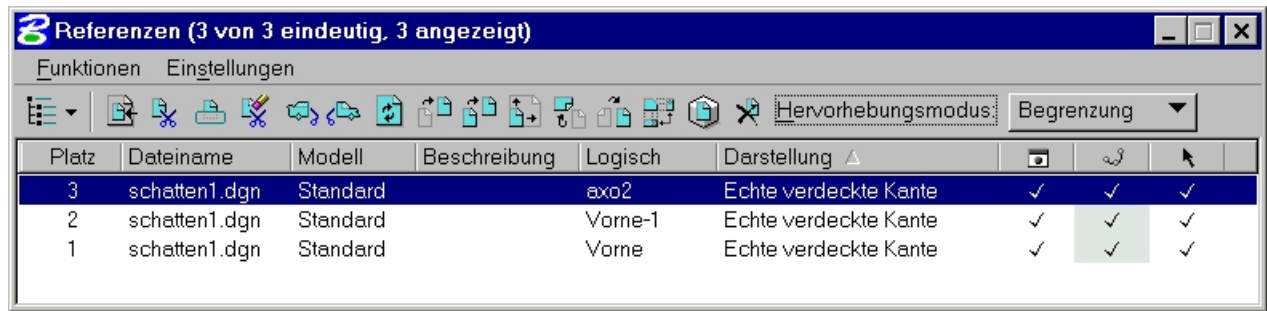 Referenzen (3 von 3 eindeutig, 3 angezeigt)
Funktionen Einstellungen
Hervorhebungsmodus: Begrenzung
Platz Dateiname Modell Beschreibung Logisch Darstellung
3 schatten1.dgn Standard axo2 Echte verdeckte Kante
2 schatten1.dgn Standard Vorne-1 Echte verdeckte Kante
1 schatten1.dgn Standard Vorne Echte verdeckte Kante